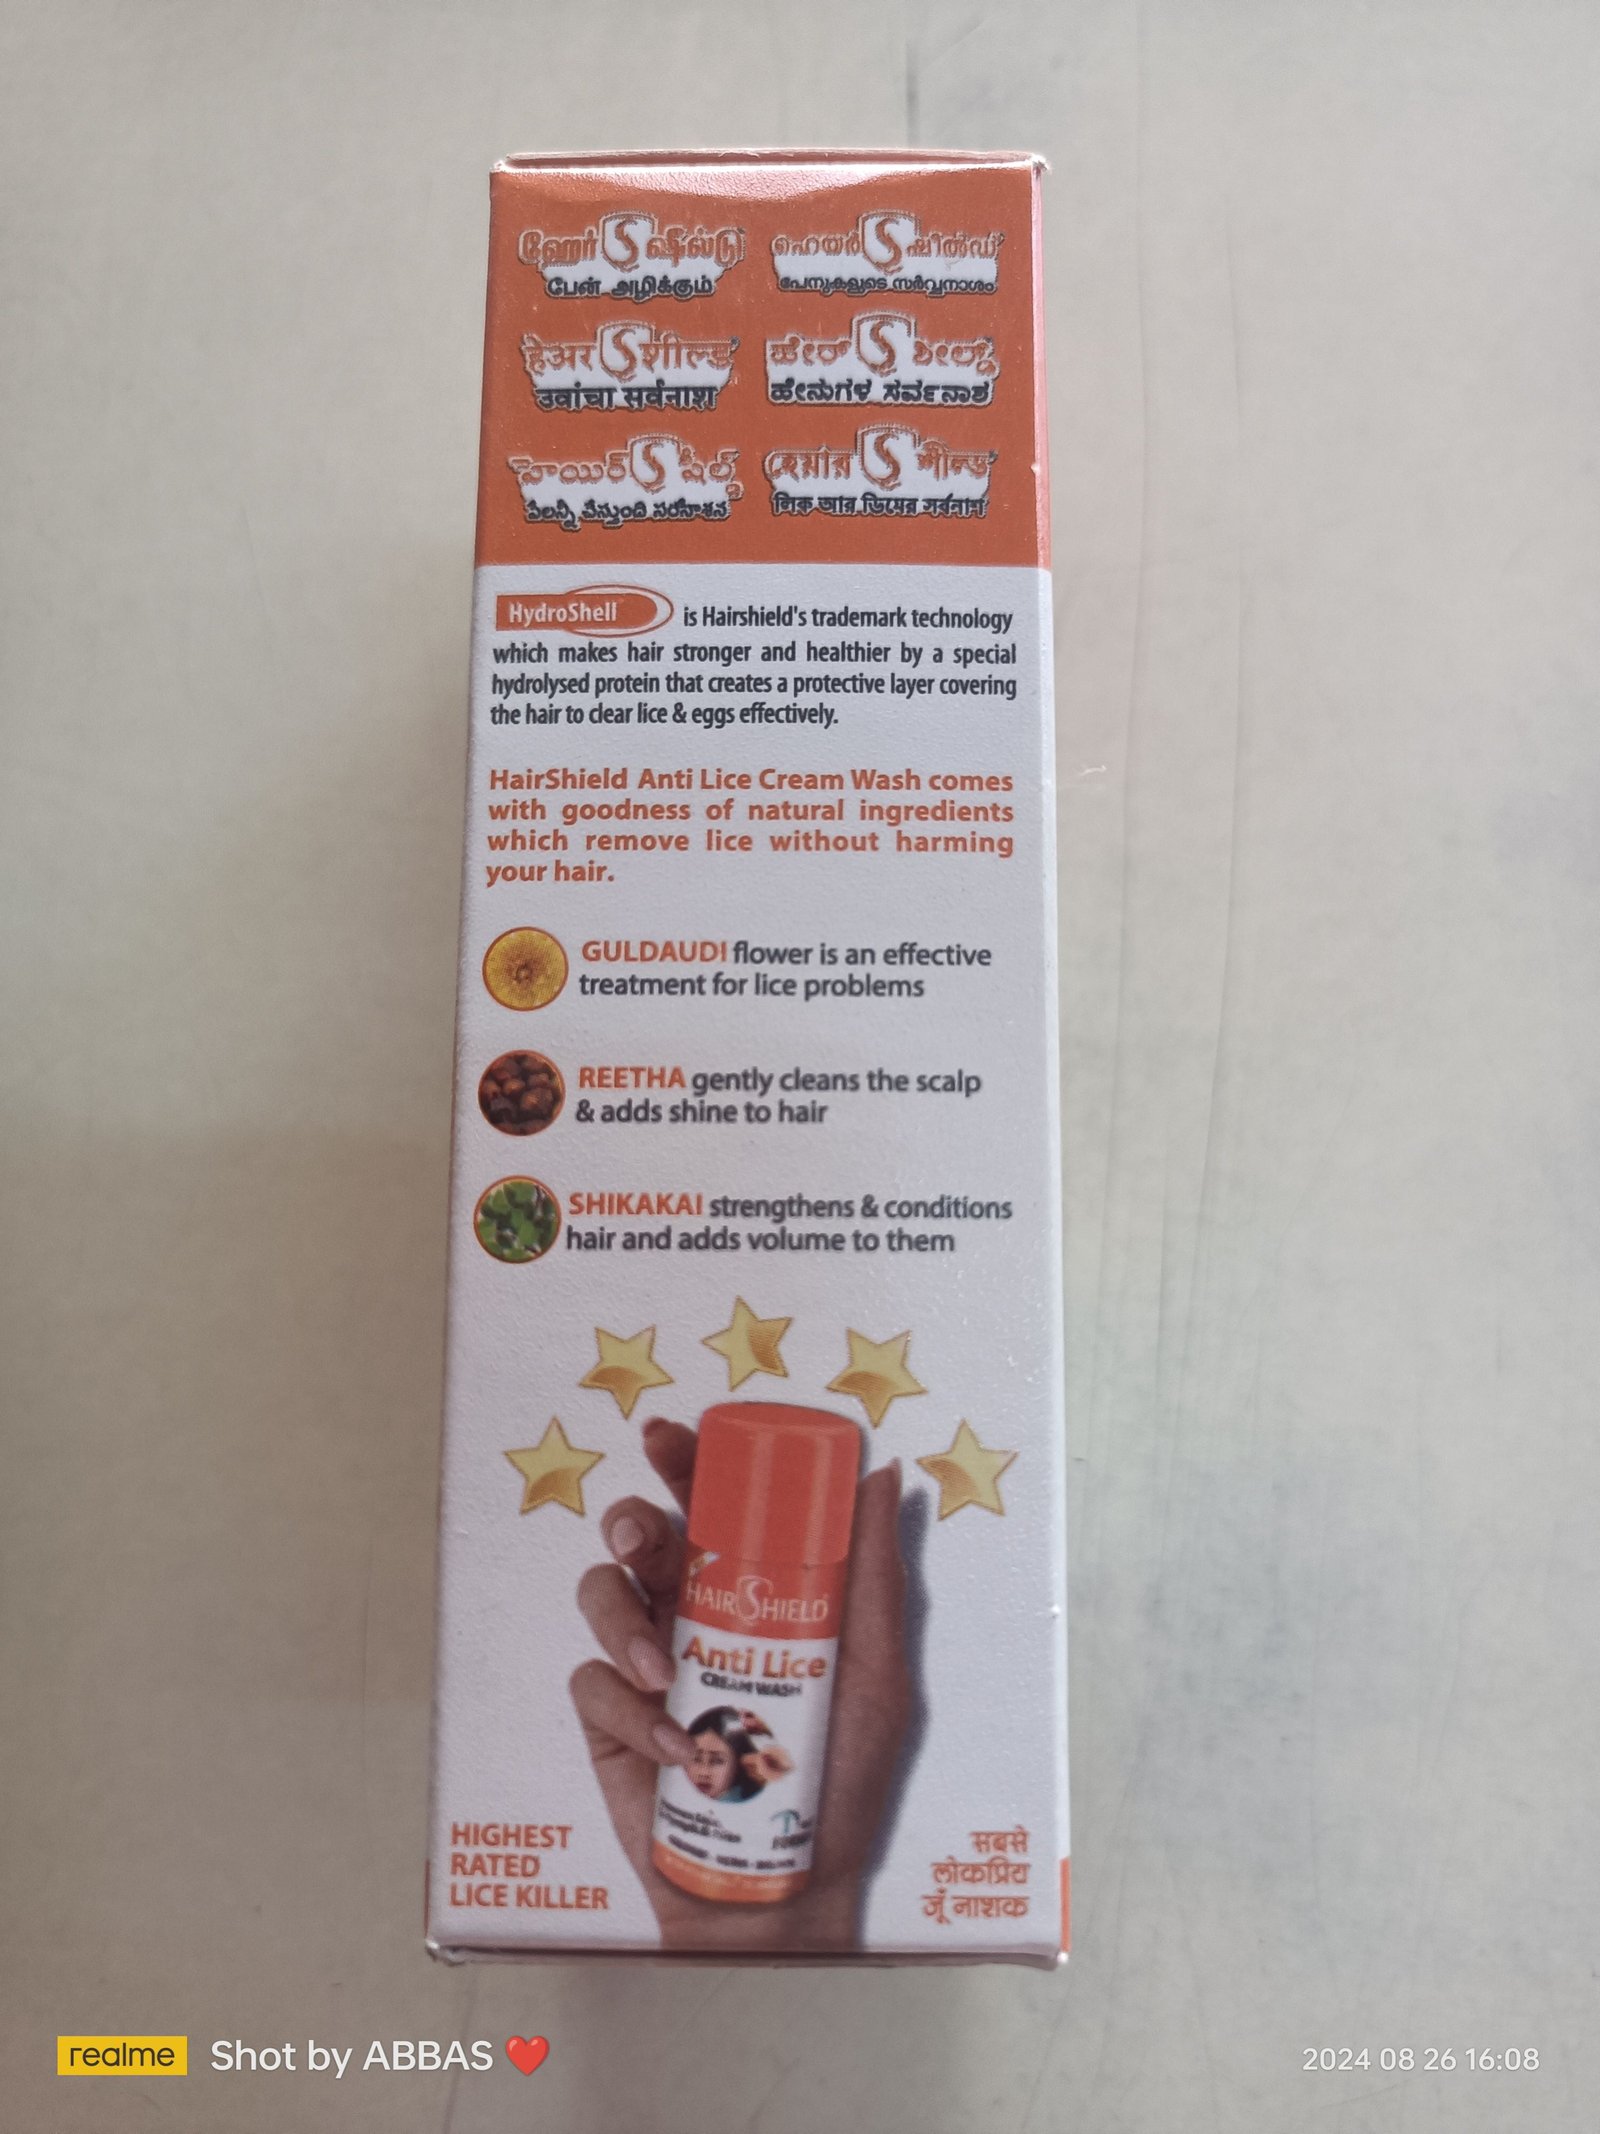 ஹேர் ஷீல்டு
பேன் அழிக்கும்
ഹെയർ ഷീൽഡ്
പേനുകളുടെ സർവ്വനാശം
हेअर शील्ड
उवांचा सर्वनाश
ಹೇರ್ ಶೀಲ್ಡ್
ಹೇನುಗಳ ಸರ್ವನಾಶ
హెయిర్ షీల్డ్
పేలన్నీ చేస్తుంది
হেয়ার শীল্ড
লিক আর ডিমের সর্বনাশ
HydroShell is Hairshield's trademark technology
which makes hair stronger and healthier by a special
hydrolysed protein that creates a protective layer covering
the hair to clear lice & eggs effectively.
HairShield Anti Lice Cream Wash comes
with goodness of natural ingredients
which remove lice without harming
your hair.
GULDAUDI flower is an effective
treatment for lice problems
REETHA gently cleans the scalp
& adds shine to hair
SHIKAKAI strengthens & conditions
hair and adds volume to them
HAIRSHIELD
Anti Lice
CREAM WASH
HIGHEST
RATED
LICE KILLER
सबसे
लोकप्रिय
जूँ नाशक
realme Shot by ABBAS ❤️
2024 08 26 16:08